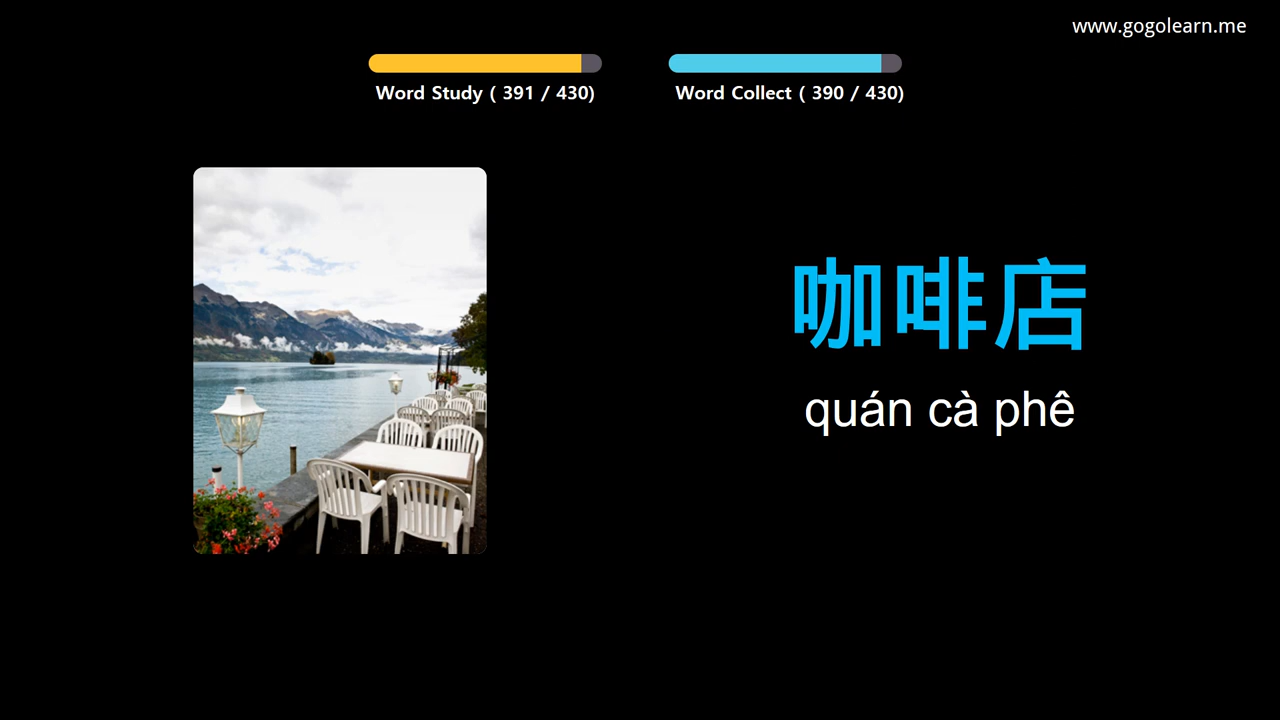 www.gogolearn.me
Word Study ( 391 / 430)
Word Collect ( 390 / 430)
咖啡店
quán cà phê